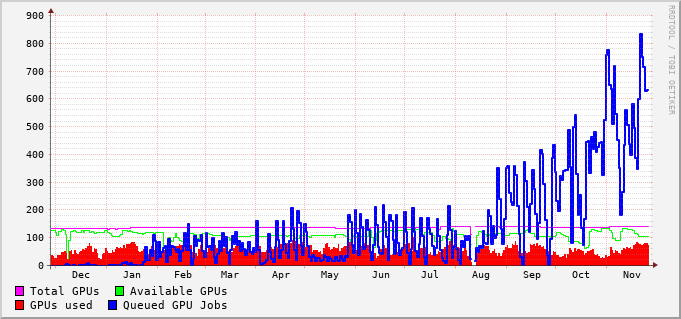 900
800
700
600
500
400
300
200
100
0
Dec Jan Feb Mar Apr May Jun Jul Aug Sep Oct Nov
RRDTOOL / TOBI OETIKER
Total GPUs Available GPUs
GPUs used Queued GPU Jobs